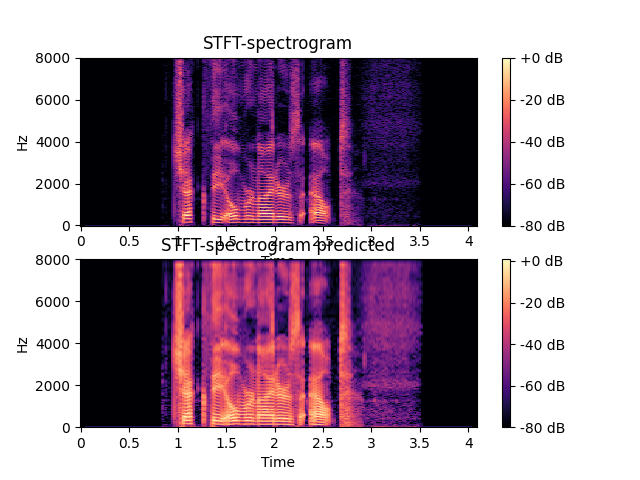 STFT-spectrogram
8000
6000
4000
2000
0
Hz
0 0.5 1 1.5 2 2.5 3 3.5 4
Time
+0 dB
-20 dB
-40 dB
-60 dB
-80 dB
STFT-spectrogram predicted
8000
6000
4000
2000
0
Hz
0 0.5 1 1.5 2 2.5 3 3.5 4
Time
+0 dB
-20 dB
-40 dB
-60 dB
-80 dB